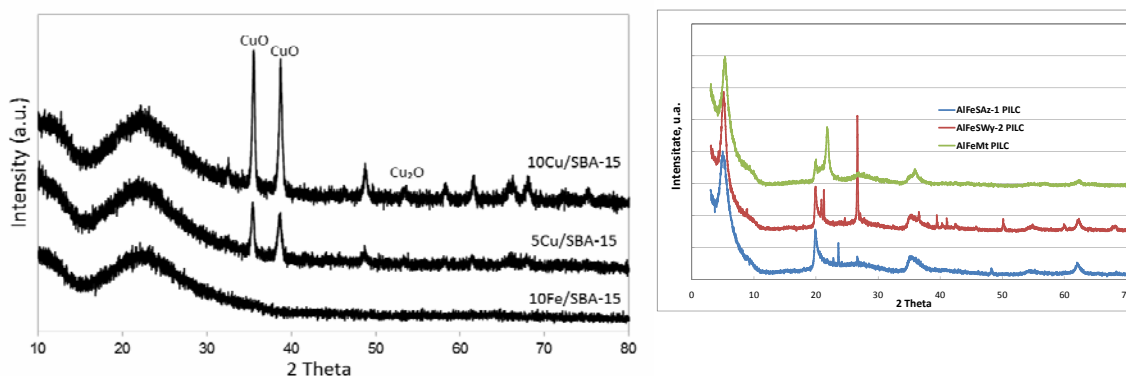 Intensity (a.u.)
CuO
CuO
10Cu/SBA-15
Cu₂O
5Cu/SBA-15
10Fe/SBA-15
10 20 30 40 50 60 70 80
2 Theta
Intensitate, u.a.
AlFeSAz-1 PILC
AlFeSWy-2 PILC
AlFeMt PILC
0 10 20 30 40 50 60 70
2 Theta